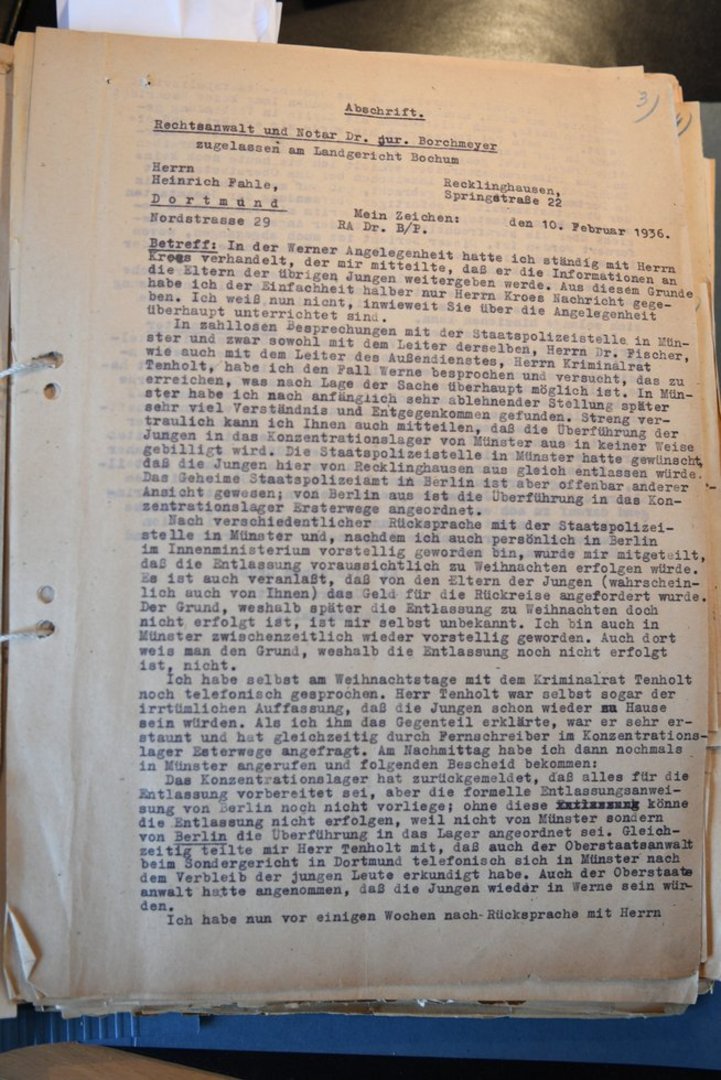 3)
4)
Abschrift.
Rechtsanwalt und Notar Dr. jur. Borchmeyer
zugelassen am Landgericht Bochum
Herrn
Heinrich Fahle,
Dortmund
Nordstrasse 29
Recklinghausen,
Springstraße 22
Mein Zeichen:
RA Dr. B/P.
den 10. Februar 1936.
Betreff: In der Werner Angelegenheit hatte ich ständig mit Herrn
Kroes verhandelt, der mir mitteilte, daß er die Informationen an
die Eltern der übrigen Jungen weitergeben werde. Aus diesem Grunde
habe ich der Einfachheit halber nur Herrn Kroes Nachricht gege-
ben. Ich weiß nun nicht, inwieweit Sie über die Angelegenheit
überhaupt unterrichtet sind.
In zahllosen Besprechungen mit der Staatspolizeistelle in Mün-
ster und zwar sowohl mit dem Leiter derselben, Herrn Dr. Fischer,
wie auch mit dem Leiter des Außendienstes, Herrn Kriminalrat
Tenholt, habe ich den Fall Werne besprochen und versucht, das zu
erreichen, was nach Lage der Sache überhaupt möglich ist. In Mün-
ster habe ich nach anfänglich sehr ablehnender Stellung später
sehr viel Verständnis und Entgegenkommen gefunden. Streng ver-
traulich kann ich Ihnen auch mitteilen, daß die Überführung der
Jungen in das Konzentrationslager von Münster aus in keiner Weise
gebilligt wird. Die Staatspolizeistelle in Münster hatte gewünscht,
daß die Jungen hier von Recklinghausen aus gleich entlassen würde.
Das Geheime Staatspolizeiamt in Berlin ist aber offenbar anderer
Ansicht gewesen; von Berlin aus ist die Überführung in das Kon-
zentrationslager Ersterwege angeordnet.
Nach verschiedentlicher Rücksprache mit der Staatspolizei-
stelle in Münster und, nachdem ich auch persönlich in Berlin
im Innenministerium vorstellig geworden bin, wurde mir mitgeteilt,
daß die Entlassung voraussichtlich zu Weihnachten erfolgen würde.
Es ist auch veranlaßt, daß von den Eltern der Jungen (wahrschein-
lich auch von Ihnen) das Geld für die Rückreise angefordert wurde.
Der Grund, weshalb später die Entlassung zu Weihnachten doch
nicht erfolgt ist, ist mir selbst unbekannt. Ich bin auch in
Münster zwischenzeitlich wieder vorstellig geworden. Auch dort
weis man den Grund, weshalb die Entlassung noch nicht erfolgt
ist, nicht.
Ich habe selbst am Weihnachtstage mit dem Kriminalrat Tenholt
noch telefonisch gesprochen. Herr Tenholt war selbst sogar der
irrtümlichen Auffassung, daß die Jungen schon wieder zu Hause
sein würden. Als ich ihm das Gegenteil erklärte, war er sehr er-
staunt und hat gleichzeitig durch Fernschreiber im Konzentrations-
lager Esterwege angefragt. Am Nachmittag habe ich dann nochmals
in Münster angerufen und folgenden Bescheid bekommen:
Das Konzentrationslager hat zurückgemeldet, daß alles für die
Entlassung vorbereitet sei, aber die formelle Entlassungsanwei-
sung von Berlin noch nicht vorliege; ohne diese könne
die Entlassung nicht erfolgen, weil nicht von Münster sondern
von Berlin die Überführung in das Lager angeordnet sei. Gleich-
zeitig teilte mir Herr Tenholt mit, daß auch der Oberstaatsanwalt
beim Sondergericht in Dortmund telefonisch sich in Münster nach
dem Verbleib der jungen Leute erkundigt habe. Auch der Oberstaats
anwalt hatte angenommen, daß die Jungen wieder in Werne sein wür-
den.
Ich habe nun vor einigen Wochen nach Rücksprache mit Herrn